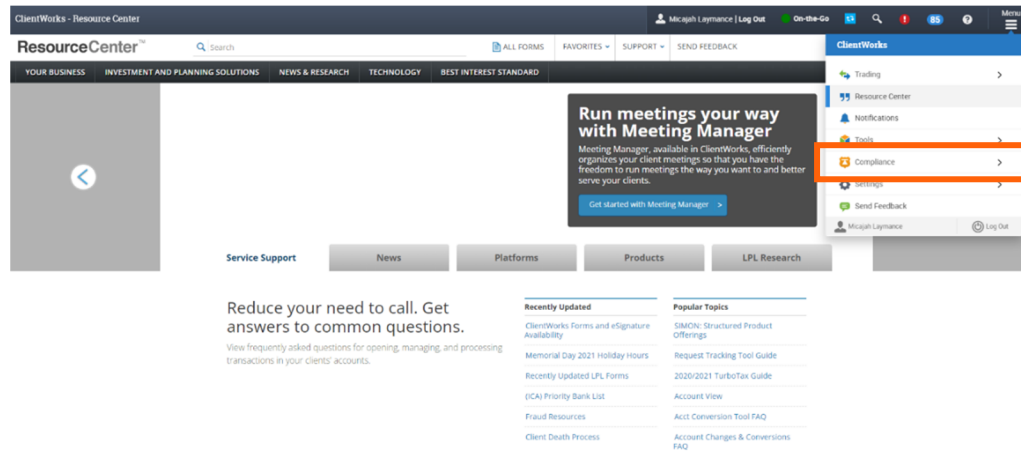 ClientWorks - Resource Center
Micajah Laymance | Log Out
On-the-Go
85
Menu
ResourceCenter™
Search
ALL FORMS
FAVORITES
SUPPORT
SEND FEEDBACK
YOUR BUSINESS
INVESTMENT AND PLANNING SOLUTIONS
NEWS & RESEARCH
TECHNOLOGY
BEST INTEREST STANDARD
ClientWorks
Trading
Resource Center
Notifications
Tools
Compliance
Settings
Send Feedback
Micajah Laymance
Log Out
Run meetings your way
with Meeting Manager
Meeting Manager, available in ClientWorks, efficiently
organizes your client meetings so that you have the
freedom to run meetings the way you want to and better
serve your clients.
Get started with Meeting Manager >
Service Support
News
Platforms
Products
LPL Research
Reduce your need to call. Get
answers to common questions.
View frequently asked questions for opening, managing, and processing
transactions in your clients' accounts.
Recently Updated
ClientWorks Forms and eSignature
Availability
Memorial Day 2021 Holiday Hours
Recently Updated LPL Forms
(ICA) Priority Bank List
Fraud Resources
Client Death Process
Popular Topics
SIMON: Structured Product
Offerings
Request Tracking Tool Guide
2020/2021 TurboTax Guide
Account View
Acct Conversion Tool FAQ
Account Changes & Conversions
FAQ